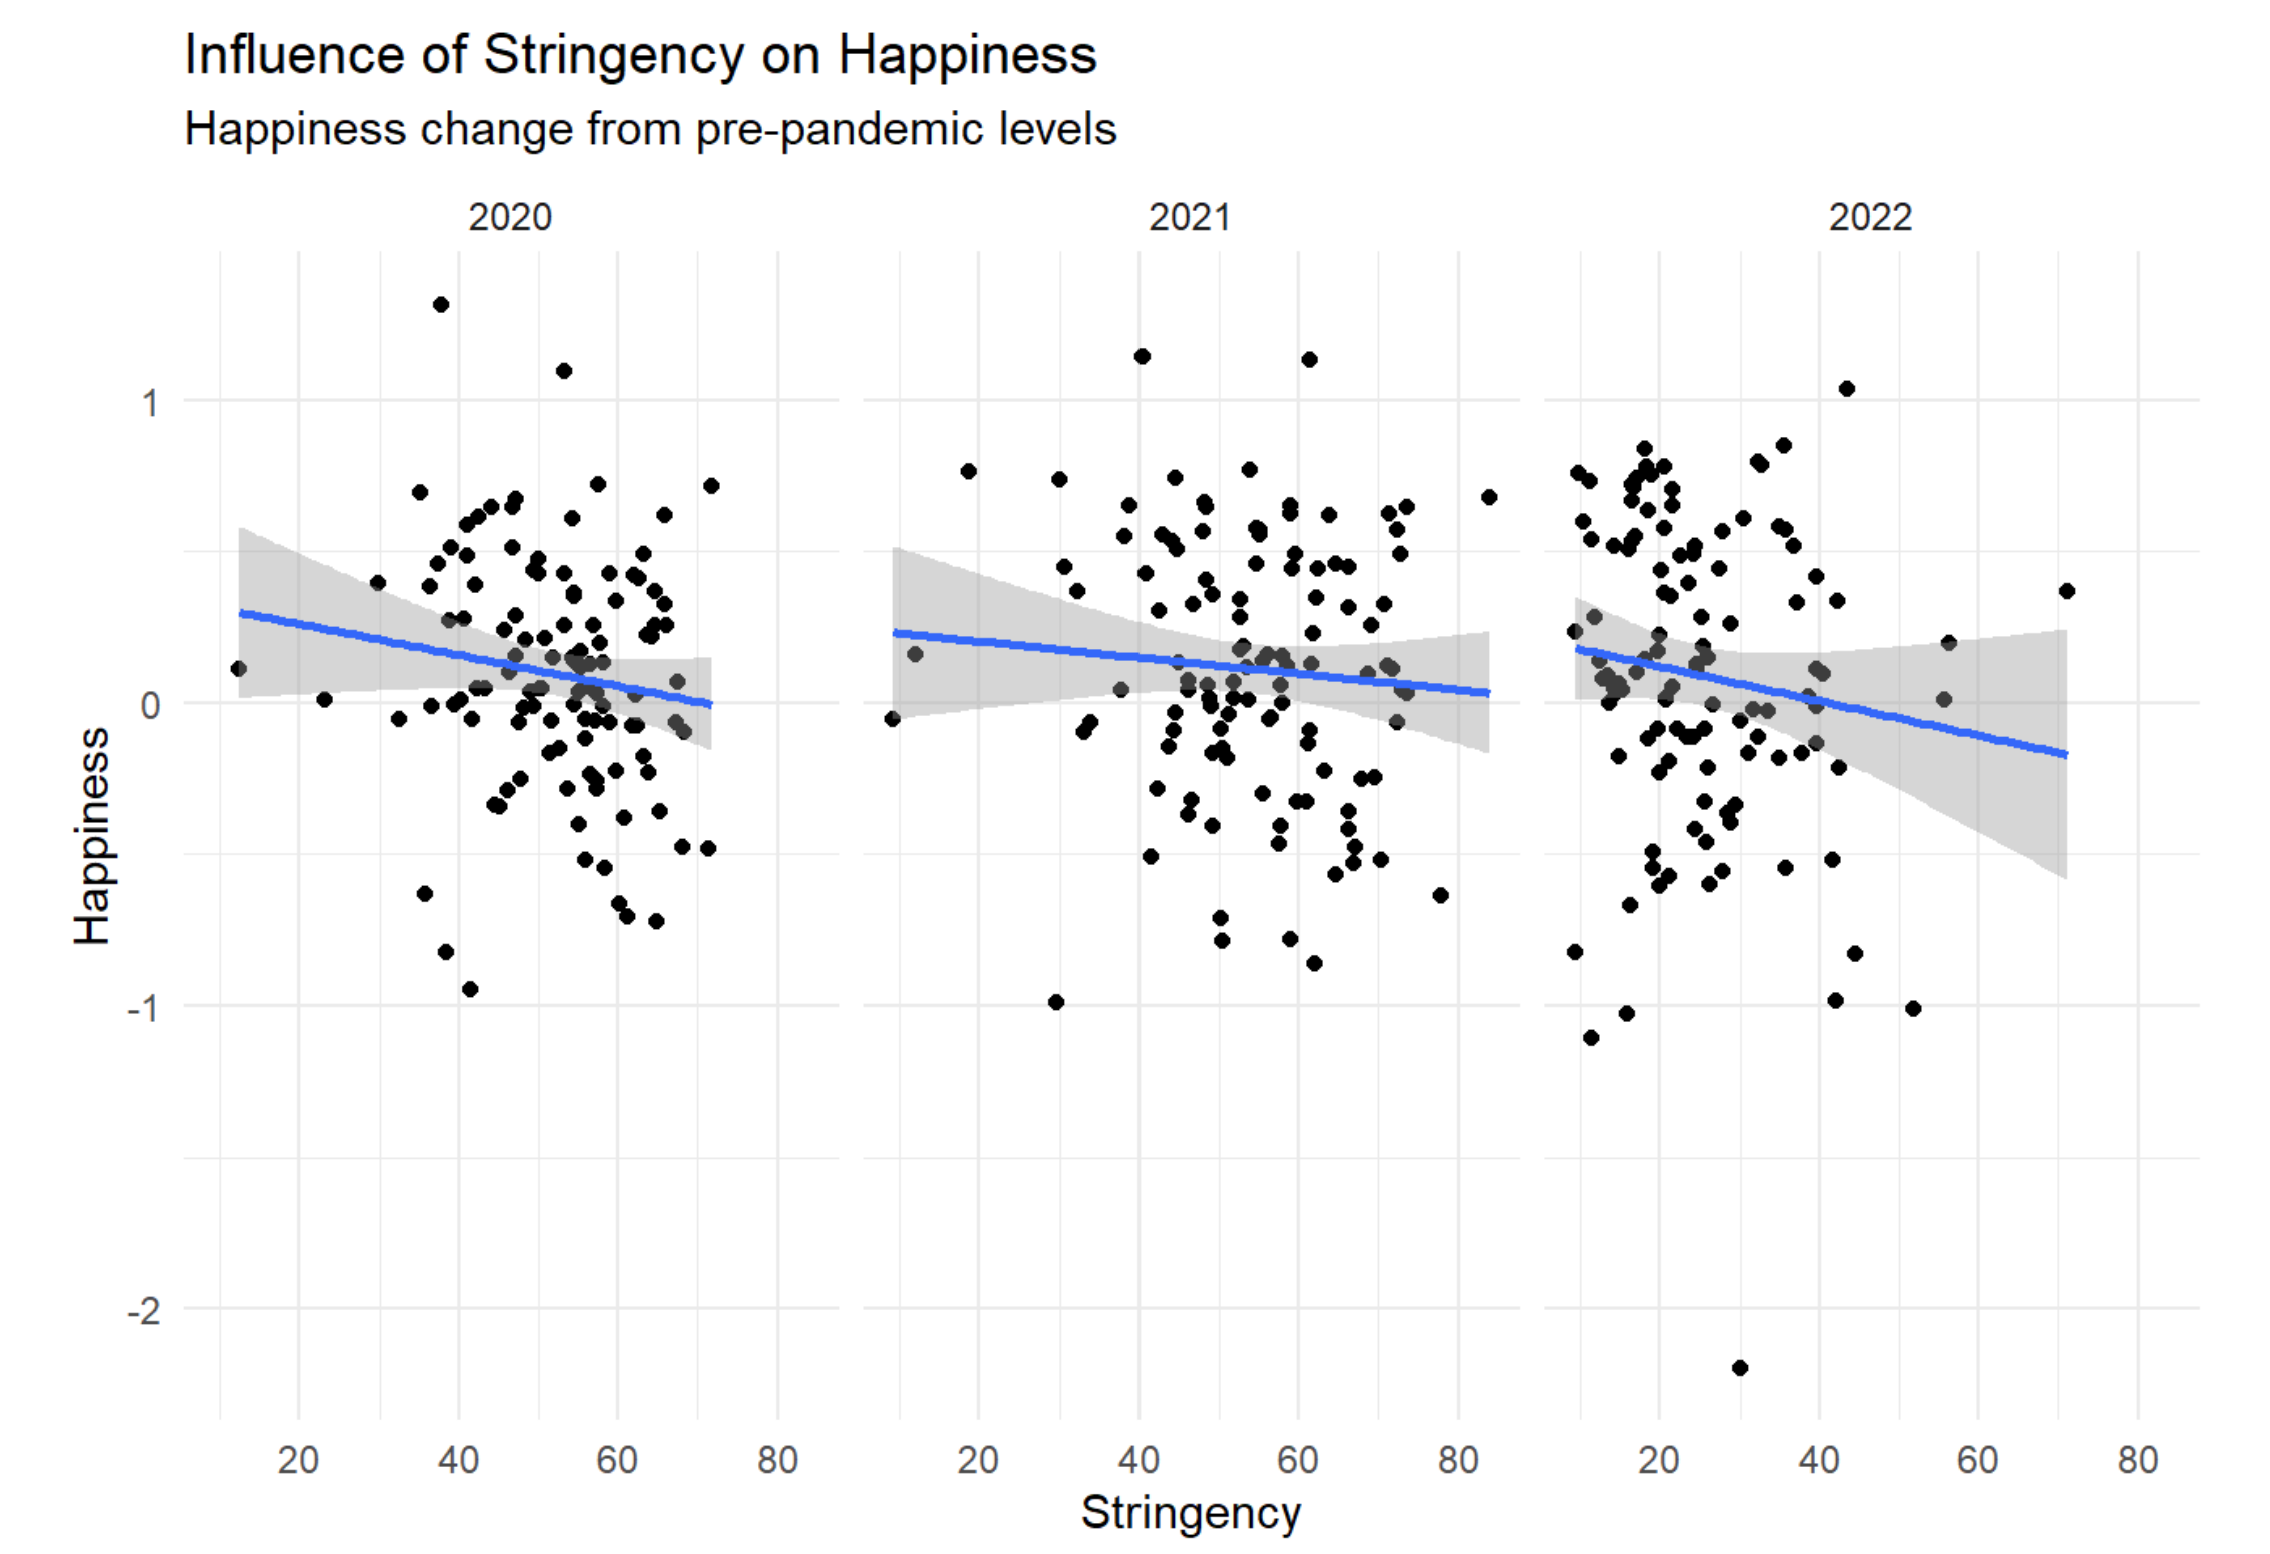 Influence of Stringency on Happiness
Happiness change from pre-pandemic levels
2020 2021 2022
1
0
-1
-2
Happiness
20 40 60 80 20 40 60 80 20 40 60 80
Stringency